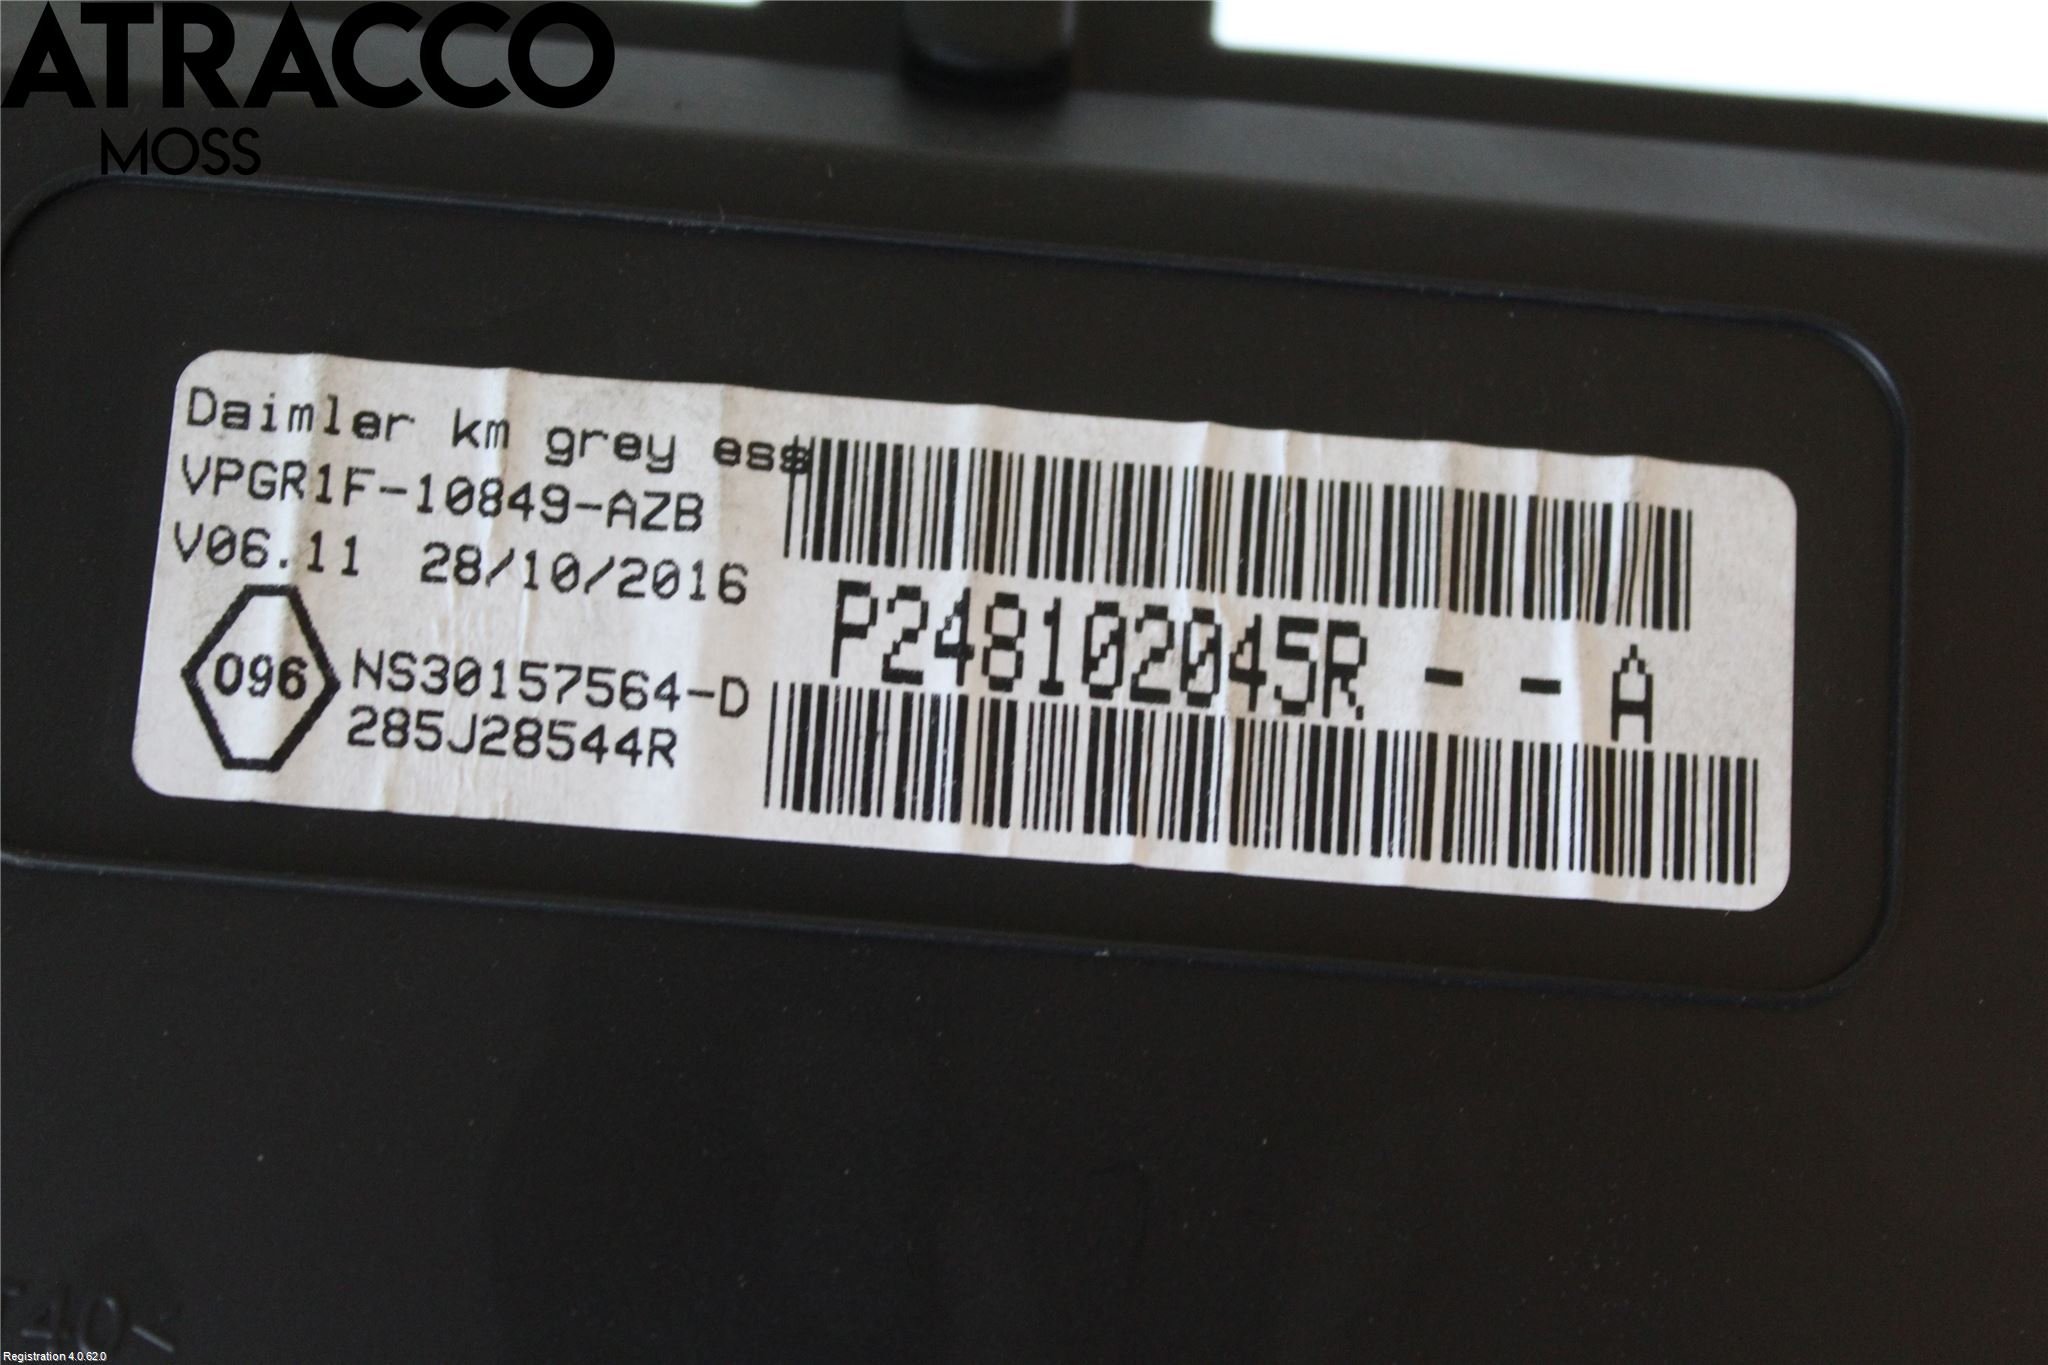 ATRACCO
MOSS
Daimler km grey ess
VPGR1F-10849-AZB
V06.11 28/10/2016
096
NS30157564-D
285J28544R
P248102045R - - A
40<
Registration 4.0.62.0